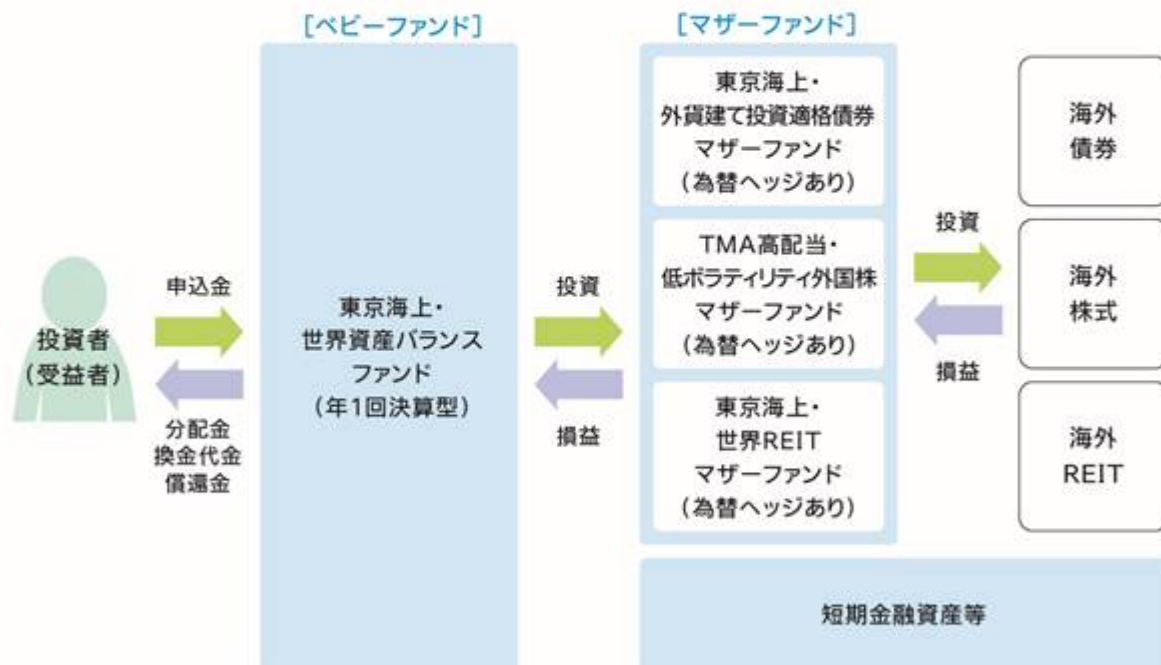 [ベビーファンド]
[マザーファンド]
投資者
(受益者)
申込金
分配金
換金代金
償還金
東京海上・
世界資産バランス
ファンド
(年1回決算型)
投資
損益
東京海上・
外貨建て投資適格債券
マザーファンド
(為替ヘッジあり)
TMA高配当・
低ボラティリティ外国株
マザーファンド
(為替ヘッジあり)
東京海上・
世界REIT
マザーファンド
(為替ヘッジあり)
投資
損益
海外
債券
海外
株式
海外
REIT
短期金融資産等